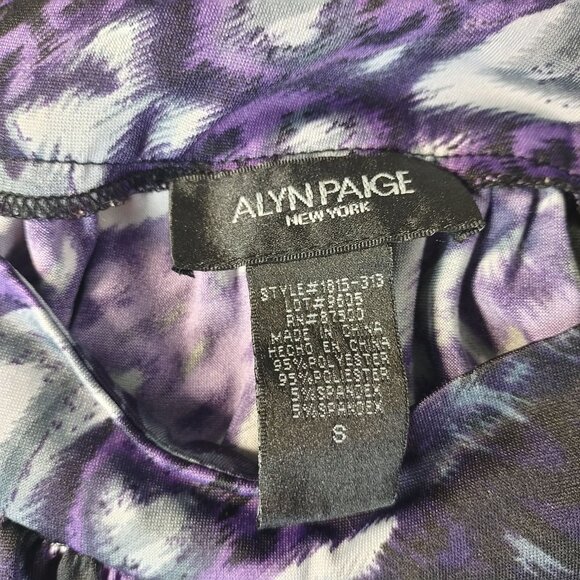 ALYN PAIGE
NEW YORK
STYLE#1815-313
LOT#9605
RN#87500
MADE IN CHINA
HECHO EN CHINA
95%POLYESTER
95%POLYESTER
5%SPANDEX
5%SPANDEX
S